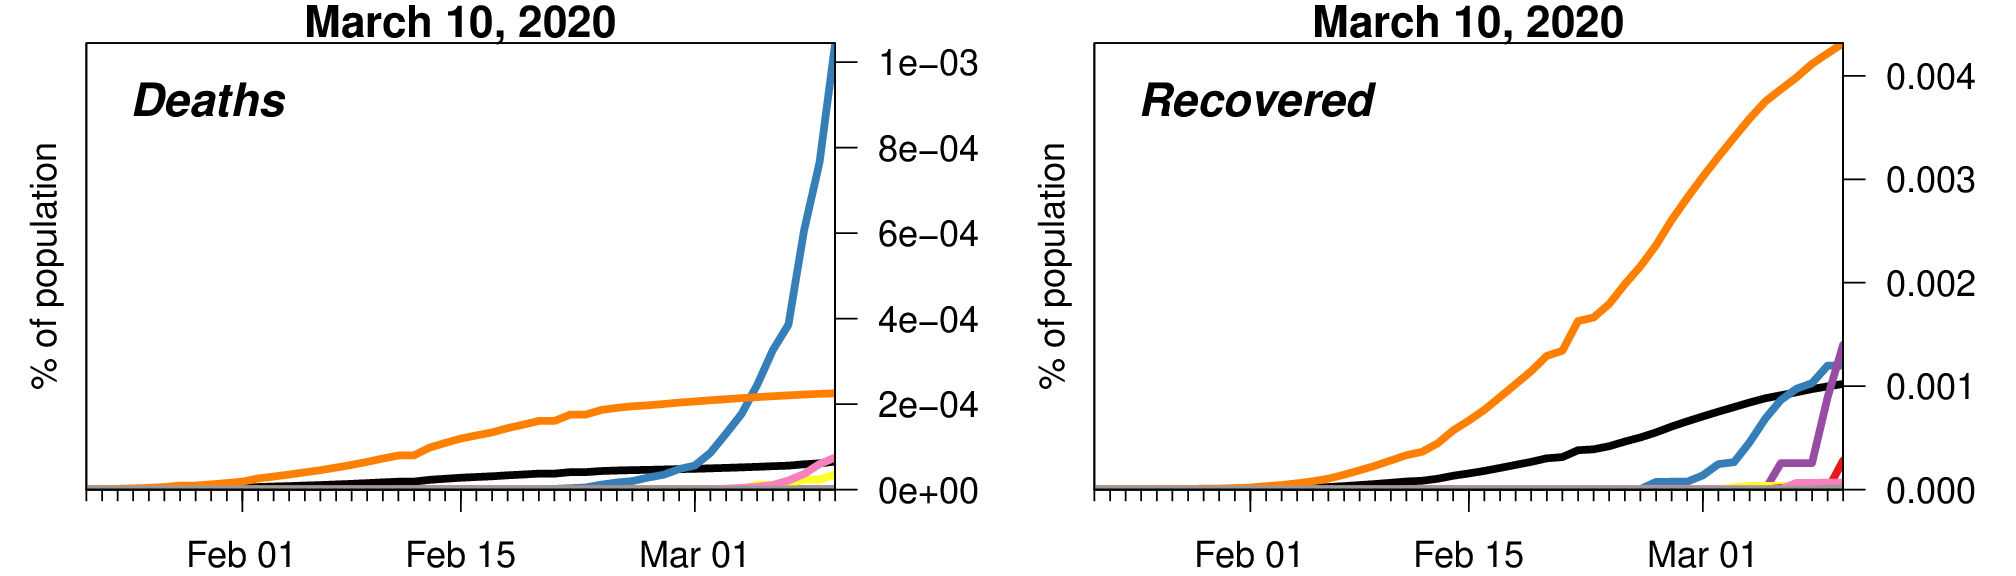 March 10, 2020
Deaths
% of population
1e−03
8e−04
6e−04
4e−04
2e−04
0e+00
Feb 01
Feb 15
Mar 01
March 10, 2020
Recovered
% of population
0.004
0.003
0.002
0.001
0.000
Feb 01
Feb 15
Mar 01